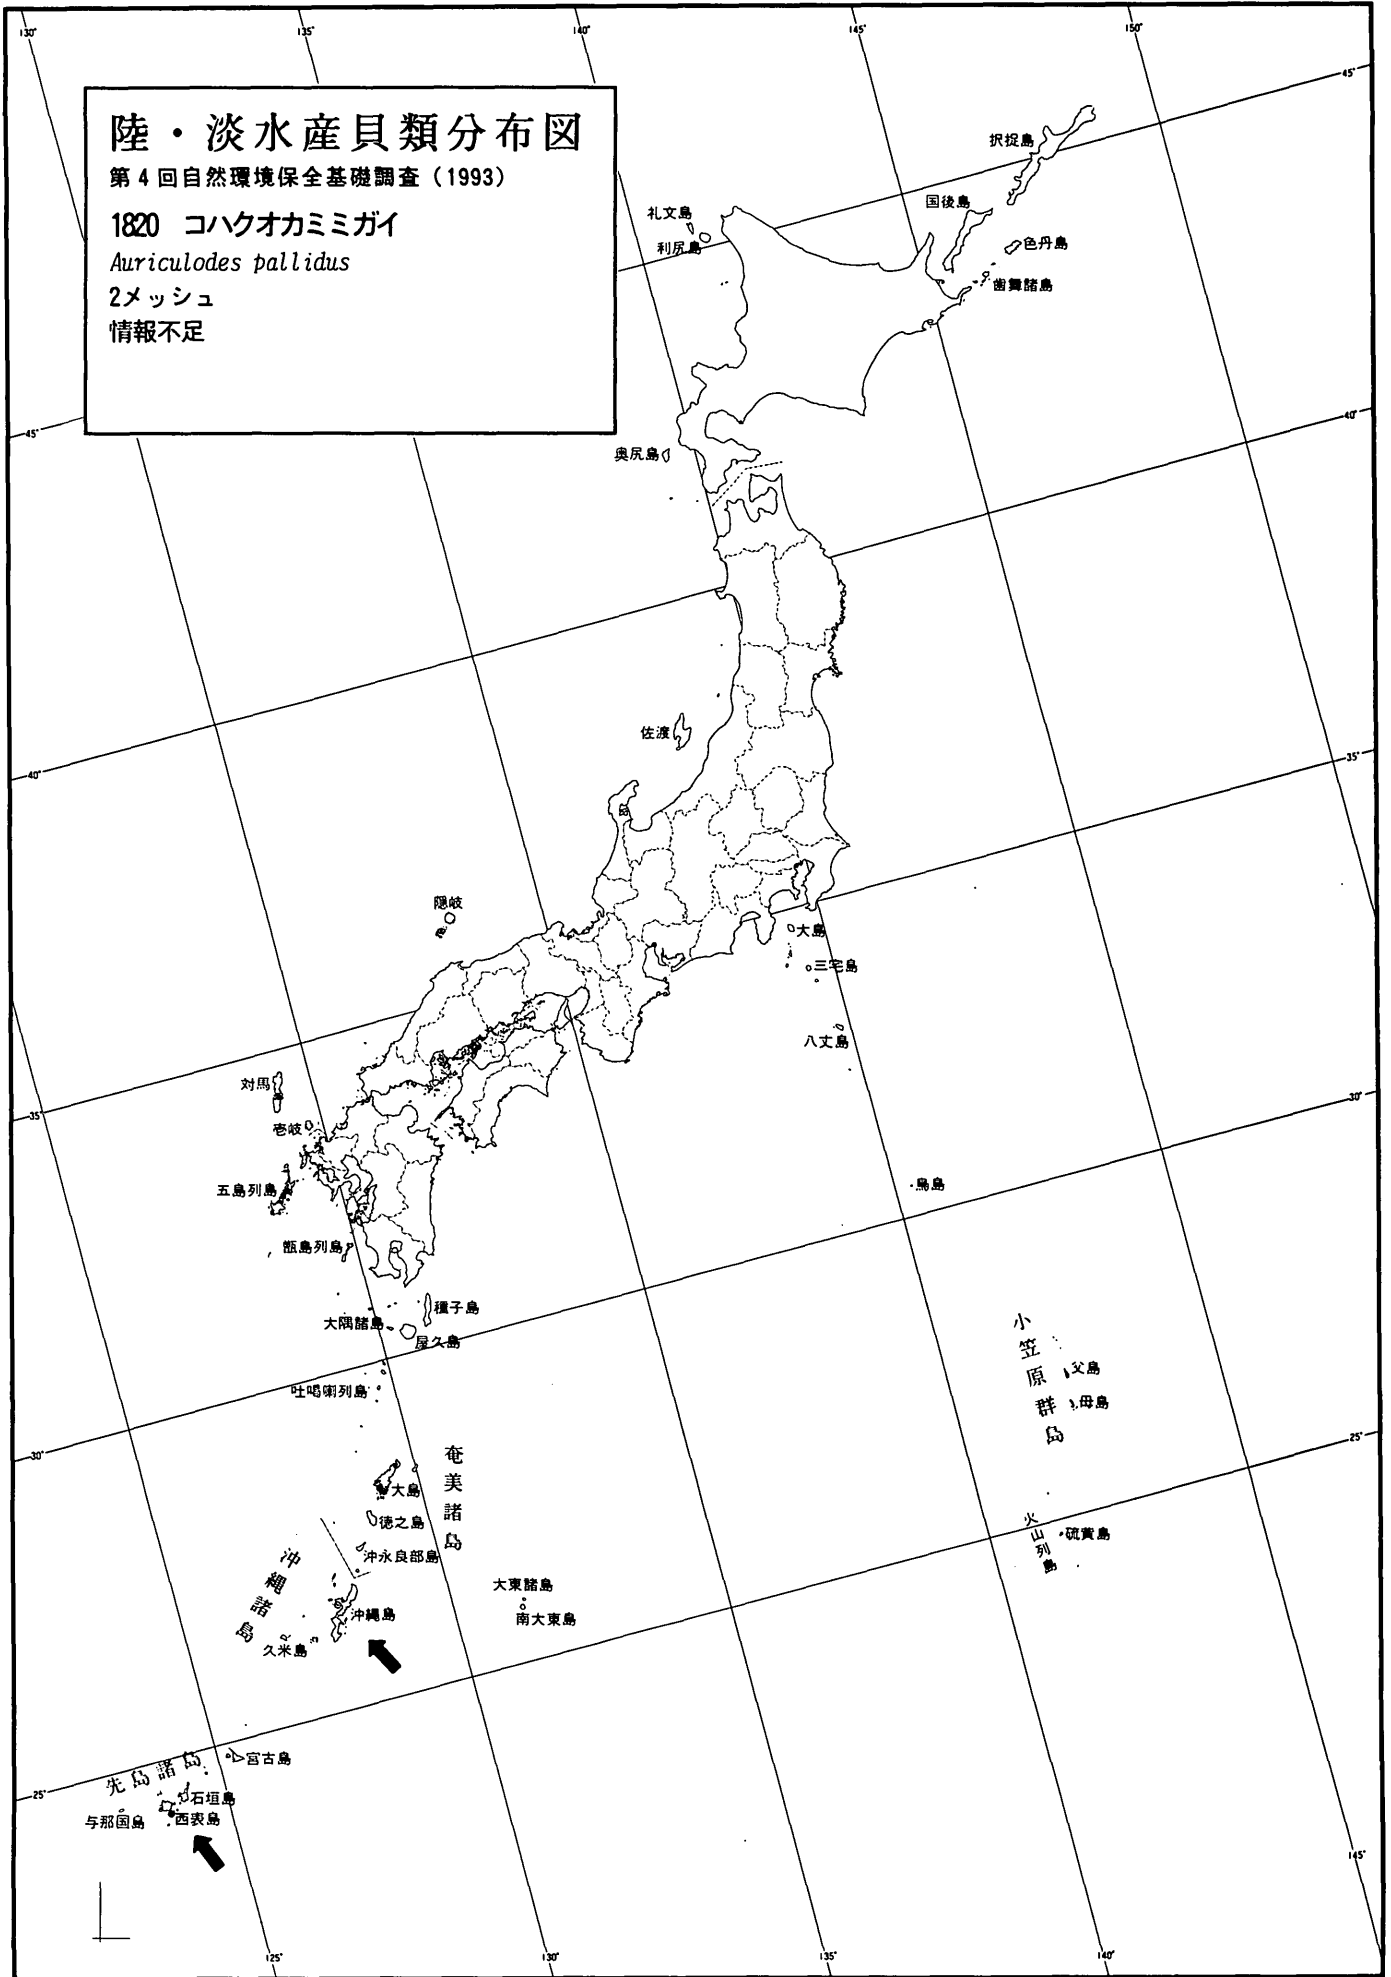 130°
135°
140°
145°
150°
陸・淡水産貝類分布図
第4回自然環境保全基礎調査（1993）
1820 コハクオカミミガイ
Auriculodes pallidus
2メッシュ
情報不足
45°
択捉島
国後島
色丹島
歯舞諸島
礼文島
利尻島
40°
45°
奥尻島
佐渡
35°
40°
隠岐
大島
三宅島
八丈島
対馬
壱岐
35°
30°
五島列島
鳥島
甑島列島
種子島
大隅諸島
屋久島
吐噶喇列島
小笠原群島
父島
母島
25°
30°
奄美諸島
大島
徳之島
沖永良部島
火山列島
硫黄島
沖縄諸島
沖縄島
久米島
大東諸島
南大東島
先島諸島
宮古島
石垣島
西表島
与那国島
25°
145°
125°
130°
135°
140°